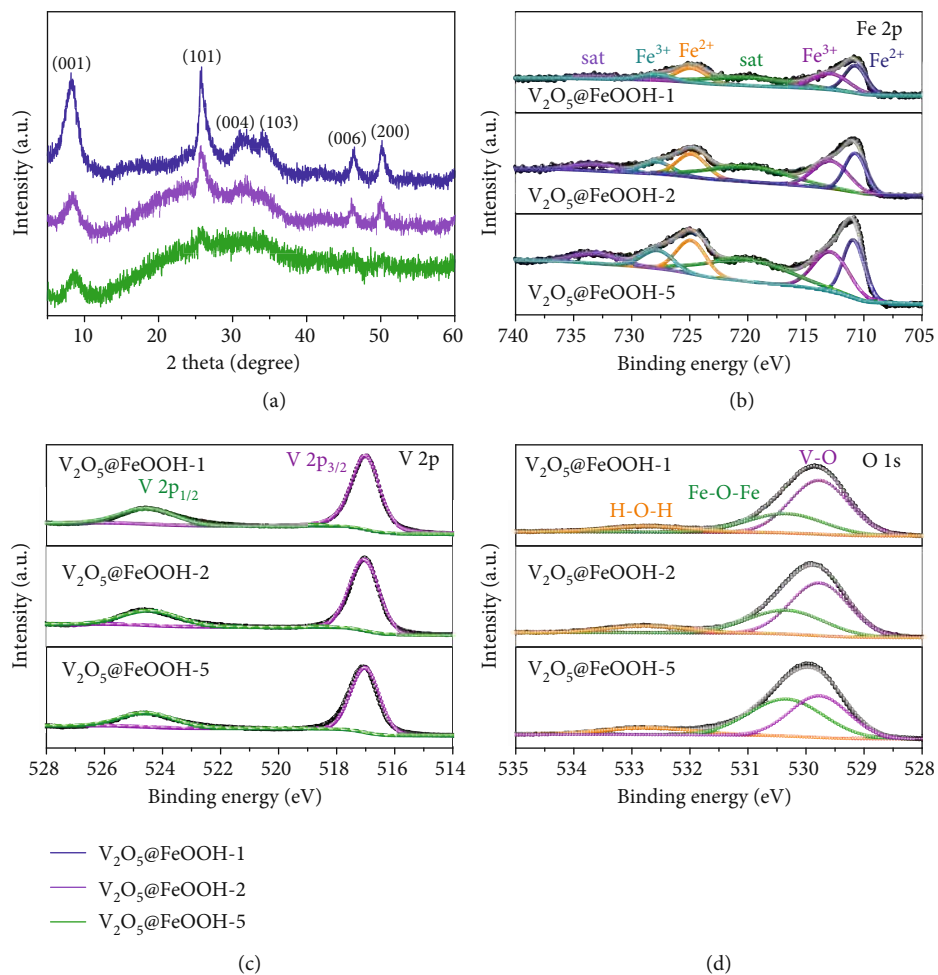 (001)
(101)
(004)
(103)
(006)
(200)
Intensity (a.u.)
10 20 30 40 50 60
2 theta (degree)
(a)
Fe 2p
sat Fe³⁺ Fe²⁺ sat Fe³⁺ Fe²⁺
V₂O₅@FeOOH-1
V₂O₅@FeOOH-2
V₂O₅@FeOOH-5
Intensity (a.u.)
740 735 730 725 720 715 710 705
Binding energy (eV)
(b)
V₂O₅@FeOOH-1 V 2p₃/₂ V 2p
V 2p₁/₂
V₂O₅@FeOOH-2
V₂O₅@FeOOH-5
Intensity (a.u.)
528 526 524 522 520 518 516 514
Binding energy (eV)
V₂O₅@FeOOH-1
V₂O₅@FeOOH-2
V₂O₅@FeOOH-5
(c)
V₂O₅@FeOOH-1 V-O O 1s
Fe-O-Fe
H-O-H
V₂O₅@FeOOH-2
V₂O₅@FeOOH-5
Intensity (a.u.)
535 534 533 532 531 530 529 528
Binding energy (eV)
(d)